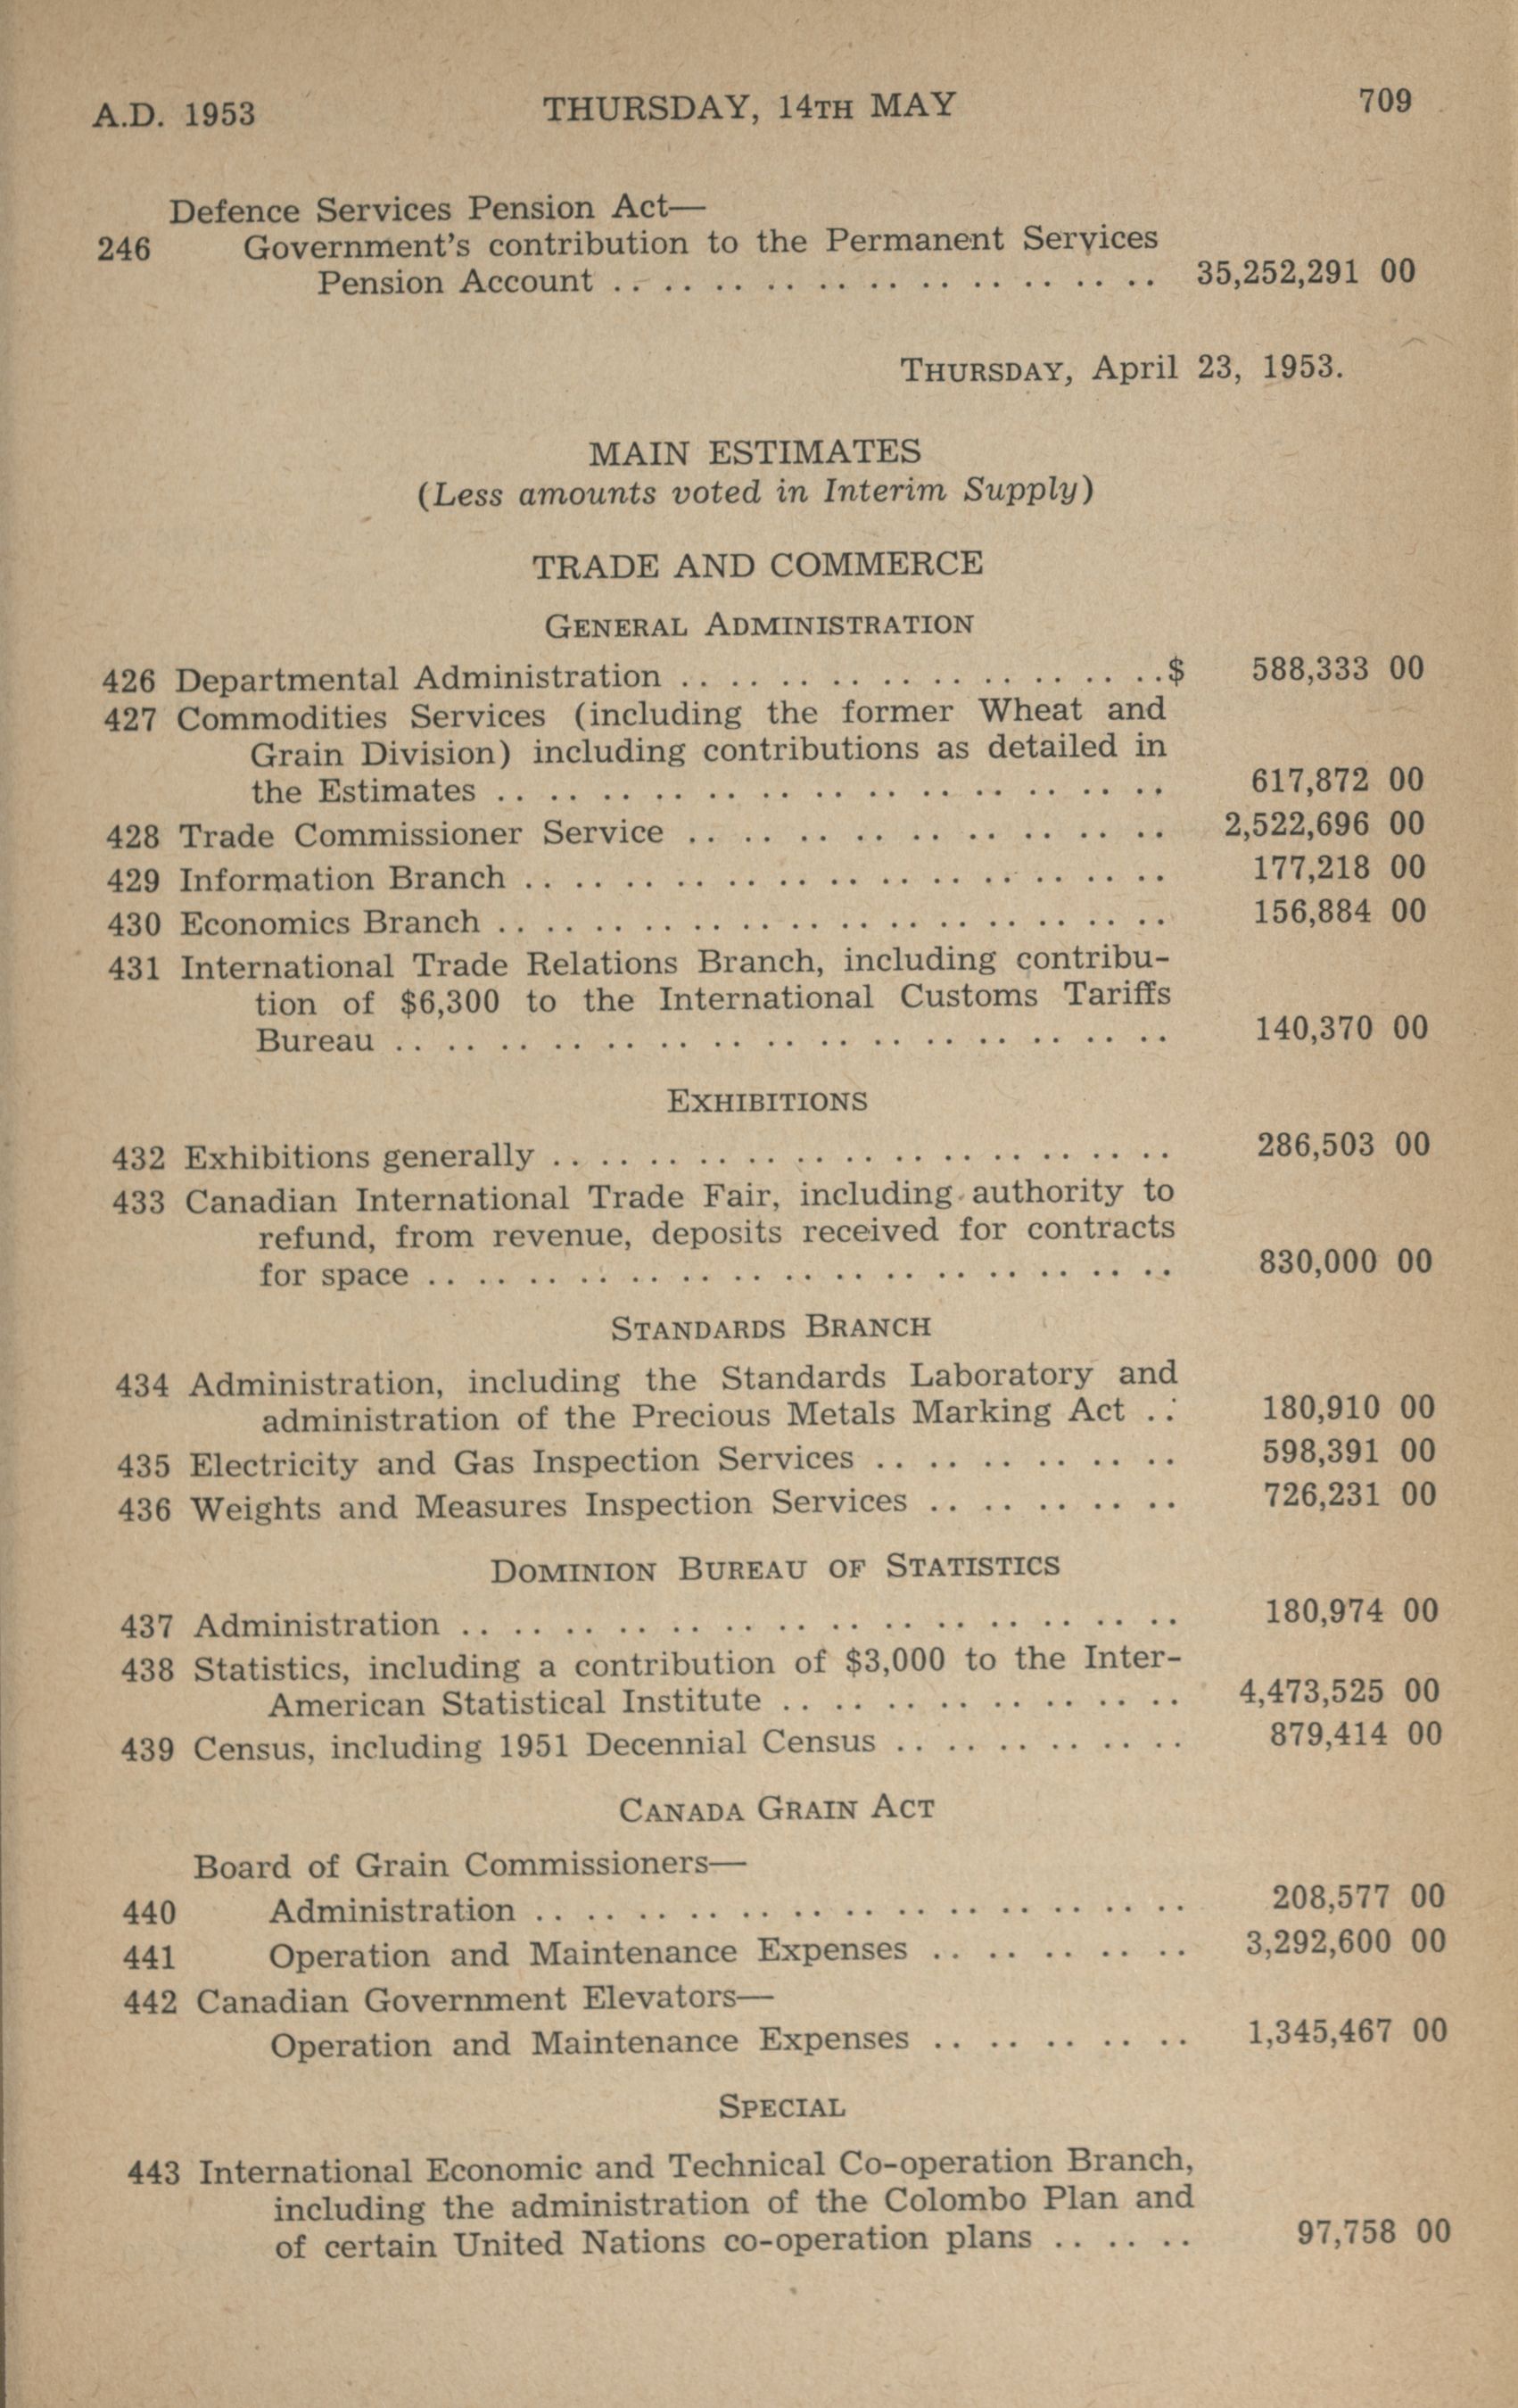 A.D. 1953 THURSDAY, 14TH MAY 709
Defence Services Pension Act—
246 Government's contribution to the Permanent Services
Pension Account . . . . . . . . . . . . . . . . . . . . . . 35,252,291 00
THURSDAY, April 23, 1953.
MAIN ESTIMATES
(Less amounts voted in Interim Supply)
TRADE AND COMMERCE
GENERAL ADMINISTRATION
426 Departmental Administration . . . . . . . . . . . . . . . . . . . .$ 588,333 00
427 Commodities Services (including the former Wheat and
Grain Division) including contributions as detailed in
the Estimates . . . . . . . . . . . . . . . . . . . . . . . . . . 617,872 00
428 Trade Commissioner Service . . . . . . . . . . . . . . . . . . 2,522,696 00
429 Information Branch . . . . . . . . . . . . . . . . . . . . . . . . . 177,218 00
430 Economics Branch . . . . . . . . . . . . . . . . . . . . . . . . . . 156,884 00
431 International Trade Relations Branch, including contribu-
tion of $6,300 to the International Customs Tariffs
Bureau . . . . . . . . . . . . . . . . . . . . . . . . . . . . . . 140,370 00
EXHIBITIONS
432 Exhibitions generally . . . . . . . . . . . . . . . . . . . . . . . . . 286,503 00
433 Canadian International Trade Fair, including authority to
refund, from revenue, deposits received for contracts
for space . . . . . . . . . . . . . . . . . . . . . . . . . . . . . 830,000 00
STANDARDS BRANCH
434 Administration, including the Standards Laboratory and
administration of the Precious Metals Marking Act . . 180,910 00
435 Electricity and Gas Inspection Services . . . . . . . . . . . . 598,391 00
436 Weights and Measures Inspection Services . . . . . . . . . . 726,231 00
DOMINION BUREAU OF STATISTICS
437 Administration . . . . . . . . . . . . . . . . . . . . . . . . . . . . 180,974 00
438 Statistics, including a contribution of $3,000 to the Inter-
American Statistical Institute . . . . . . . . . . . . . . . . 4,473,525 00
439 Census, including 1951 Decennial Census . . . . . . . . . . . . 879,414 00
CANADA GRAIN ACT
Board of Grain Commissioners—
440 Administration . . . . . . . . . . . . . . . . . . . . . . . . . 208,577 00
441 Operation and Maintenance Expenses . . . . . . . . . . 3,292,600 00
442 Canadian Government Elevators—
Operation and Maintenance Expenses . . . . . . . . . . 1,345,467 00
SPECIAL
443 International Economic and Technical Co-operation Branch,
including the administration of the Colombo Plan and
of certain United Nations co-operation plans . . . . . . 97,758 00